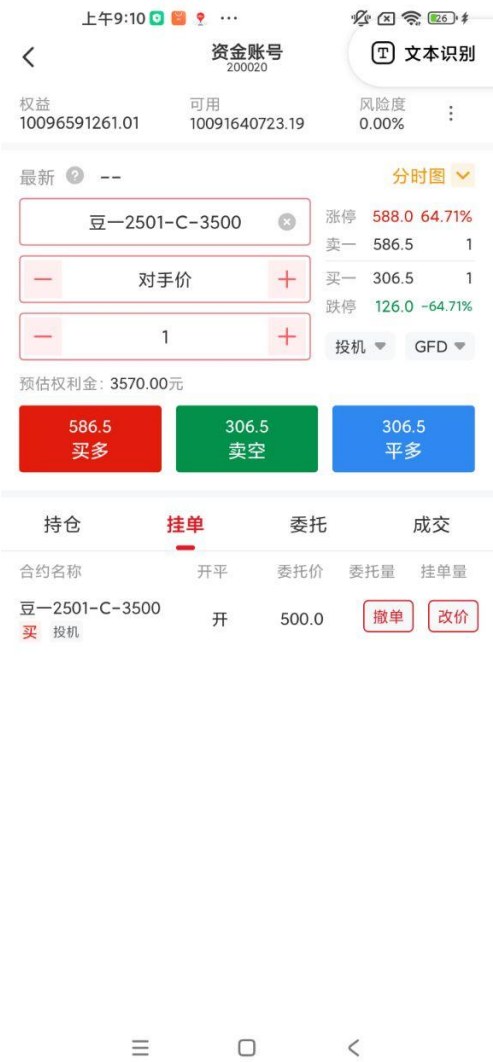 上午9:10 ··· 26
资金账号
200020
文本识别
权益 可用 风险度
10096591261.01 10091640723.19 0.00%
最新 ? -- 分时图
豆一2501-C-3500
涨停 588.0 64.71%
卖一 586.5 1
对手价
买一 306.5 1
跌停 126.0 -64.71%
1
投机 GFD
预估权利金: 3570.00元
586.5 306.5 306.5
买多 卖空 平多
持仓 挂单 委托 成交
合约名称 开平 委托价 委托量 挂单量
豆一2501-C-3500 开 500.0 撤单 改价
买 投机